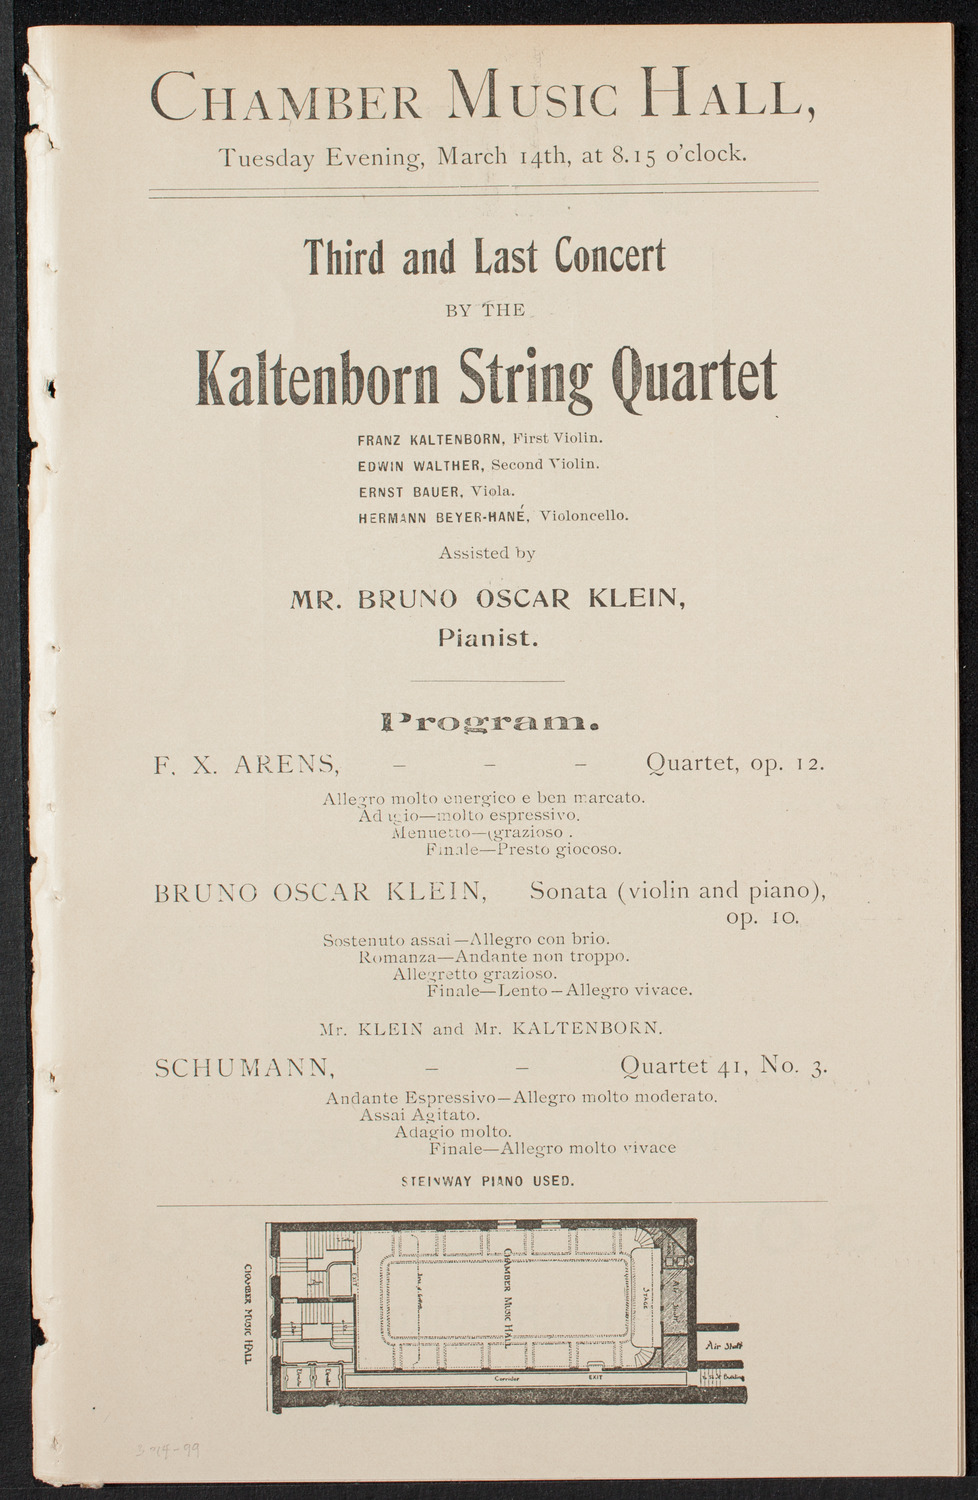 CHAMBER MUSIC HALL,
Tuesday Evening, March 14th, at 8.15 o'clock.
Third and Last Concert
BY THE
Kaltenborn String Quartet
FRANZ KALTENBORN, First Violin.
EDWIN WALTHER, Second Violin.
ERNST BAUER, Viola.
HERMANN BEYER-HANÉ, Violoncello.
Assisted by
MR. BRUNO OSCAR KLEIN,
Pianist.
Program.
F. X. ARENS, – – – Quartet, op. 12.
Allegro molto energico e ben marcato.
Adagio—molto espressivo.
Menuetto—(grazioso .
Finale—Presto giocoso.
BRUNO OSCAR KLEIN, Sonata (violin and piano),
op. 10.
Sostenuto assai—Allegro con brio.
Romanza—Andante non troppo.
Allegretto grazioso.
Finale—Lento—Allegro vivace.
Mr. KLEIN and Mr. KALTENBORN.
SCHUMANN, – – Quartet 41, No. 3.
Andante Espressivo—Allegro molto moderato.
Assai Agitato.
Adagio molto.
Finale—Allegro molto vivace
STEINWAY PIANO USED.
CHAMBER MUSIC HALL
EXIT
CHAMBER MUSIC HALL
STAGE
Air Shaft
Air Shaft
Corridor
EXIT
Building
3-14-99